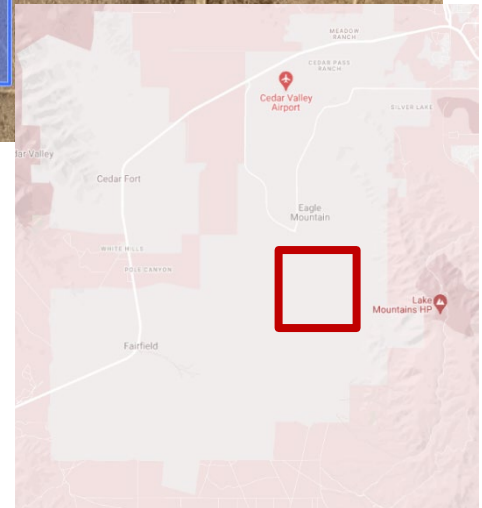 MEADOW
RANCH
CEDAR PASS
RANCH
Cedar Valley
Airport
SILVER LAKE
dar Valley
Cedar Fort
Eagle
Mountain
WHITE HILLS
POLE CANYON
Lake
Mountains HP
Fairfield